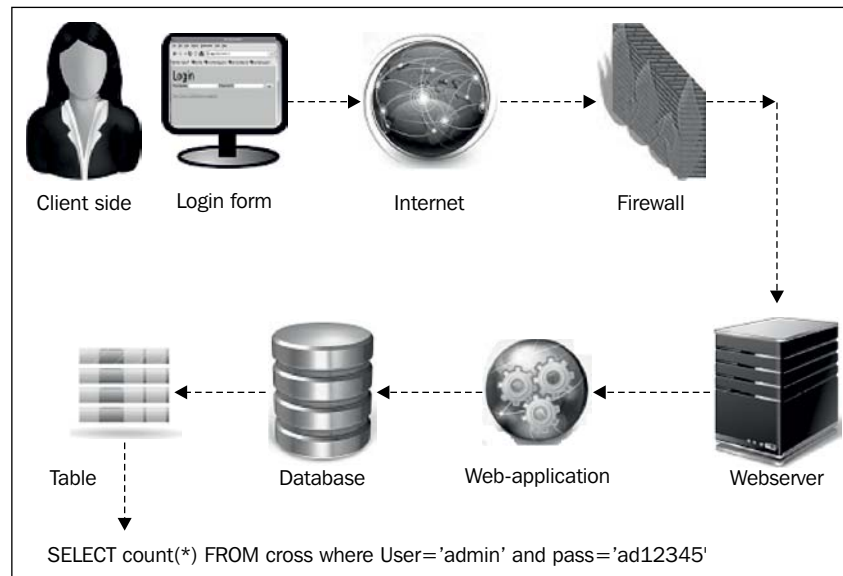 Login
Client side
Login form
Internet
Firewall
Table
Database
Web-application
Webserver
SELECT count(*) FROM cross where User=’admin’ and pass=’ad12345'